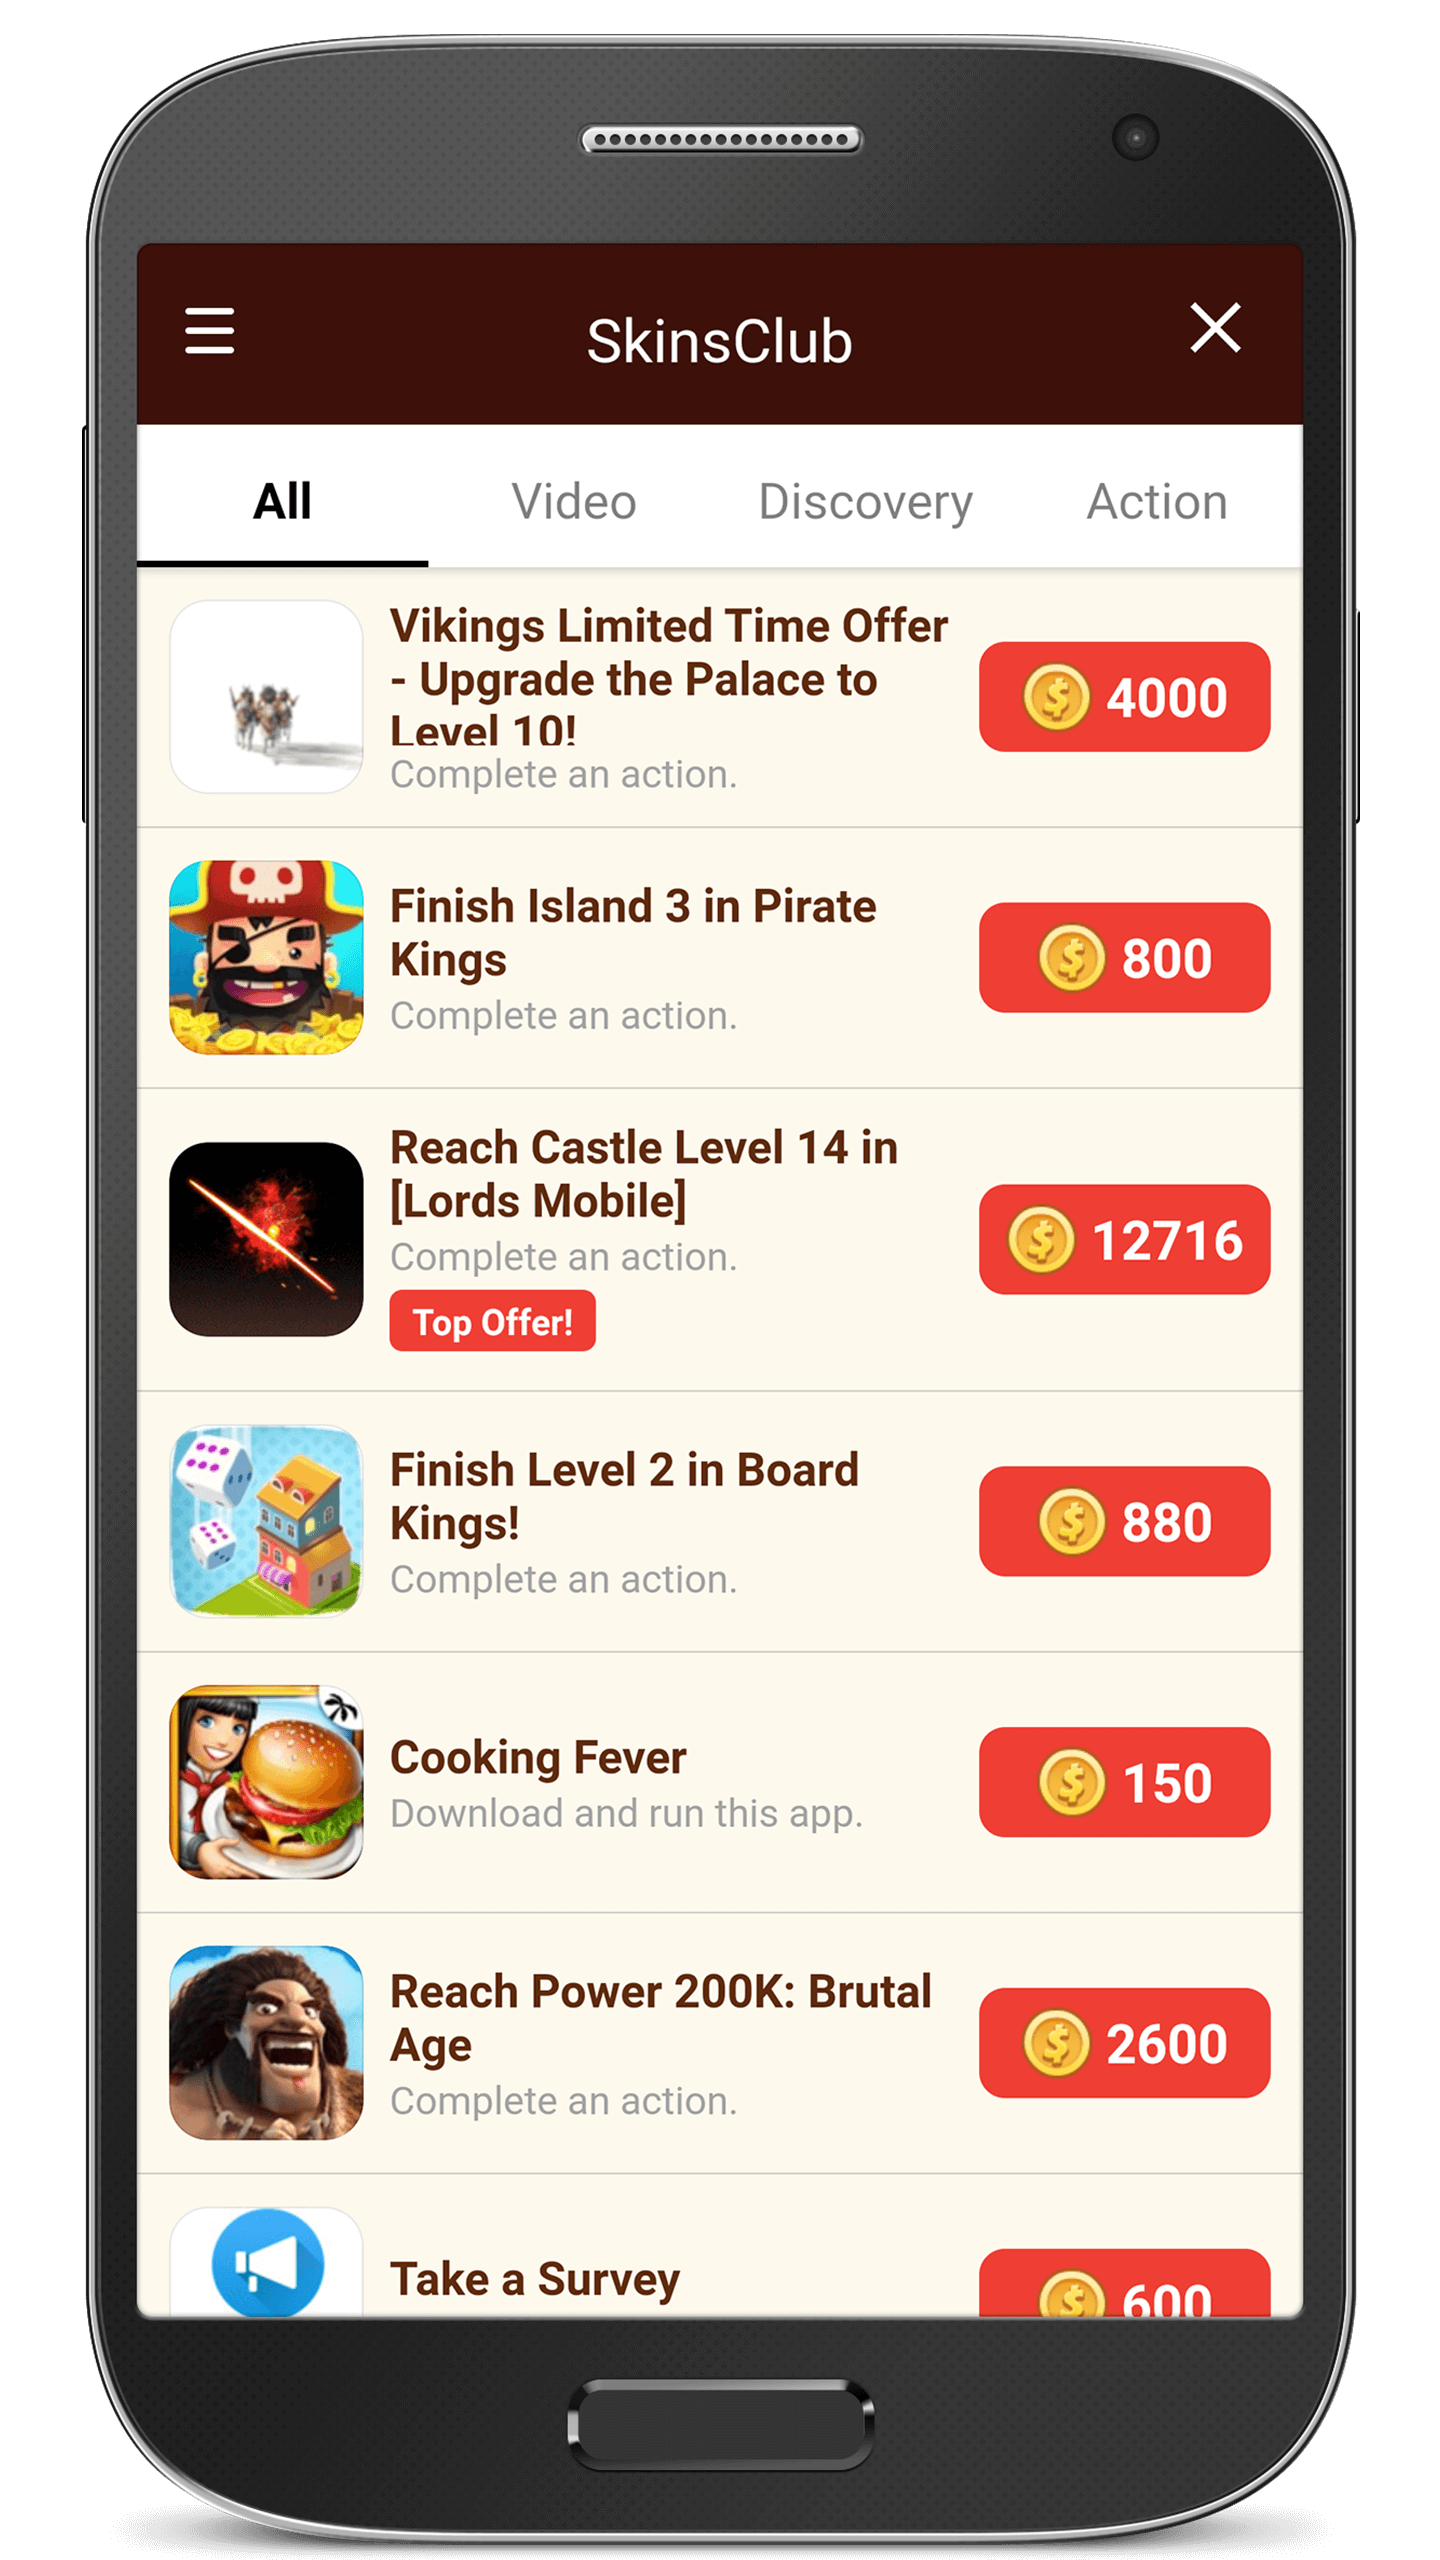 SkinsClub
All Video Discovery Action
Vikings Limited Time Offer
- Upgrade the Palace to
Level 10!
Complete an action.
4000
Finish Island 3 in Pirate
Kings
Complete an action.
800
Reach Castle Level 14 in
[Lords Mobile]
Complete an action.
Top Offer!
12716
Finish Level 2 in Board
Kings!
Complete an action.
880
Cooking Fever
Download and run this app.
150
Reach Power 200K: Brutal
Age
Complete an action.
2600
Take a Survey
600